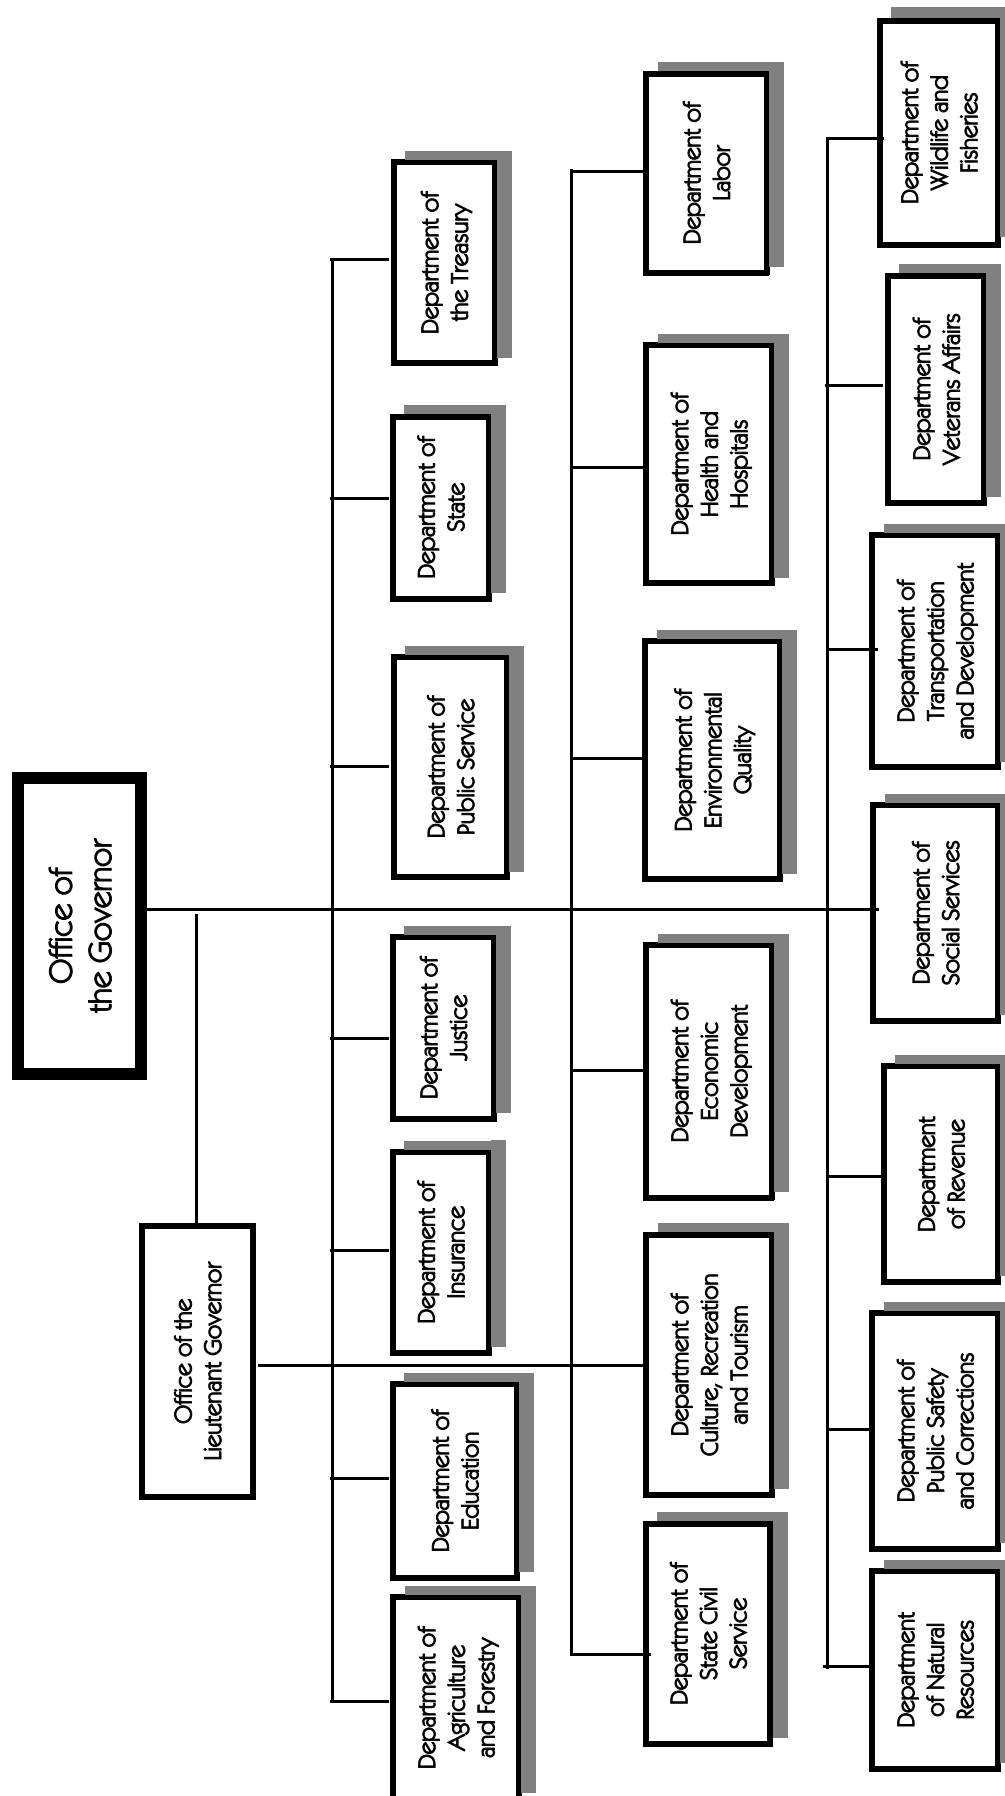 Office of
the Governor
Office of the
Lieutenant Governor
Department of
Agriculture
and Forestry
Department of
Education
Department of
Insurance
Department of
Justice
Department of
Public Service
Department of
State
Department of
the Treasury
Department of
State Civil
Service
Department of
Culture, Recreation
and Tourism
Department of
Economic
Development
Department of
Environmental
Quality
Department of
Health and
Hospitals
Department of
Labor
Department
of Natural
Resources
Department of
Public Safety
and Corrections
Department
of Revenue
Department of
Social Services
Department of
Transportation
and Development
Department of
Veterans Affairs
Department of
Wildlife and
Fisheries